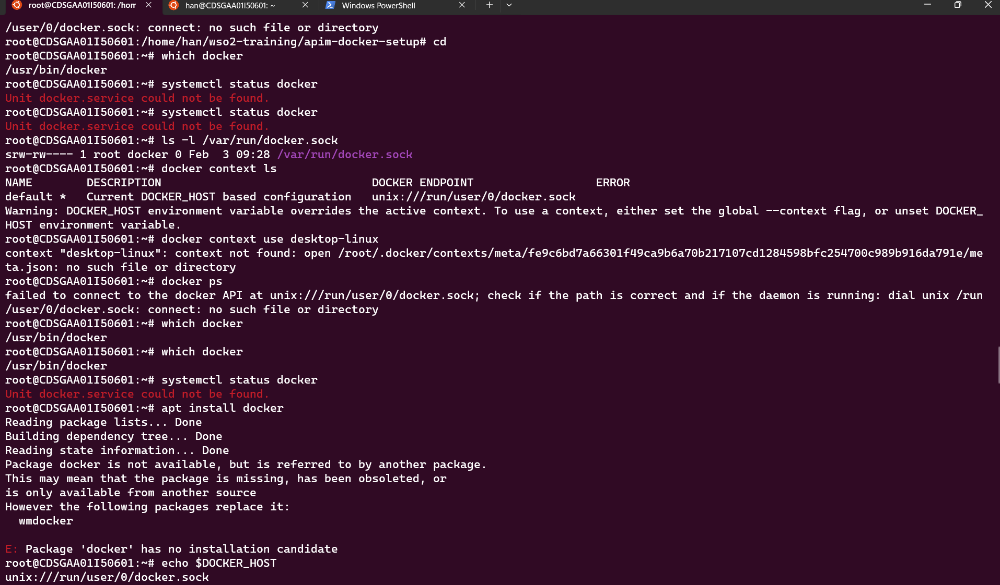 root@CDSGAA01I50601: /hom
han@CDSGAA01I50601: ~
Windows PowerShell
/user/0/docker.sock: connect: no such file or directory
root@CDSGAA01I50601:/home/han/wso2-training/apim-docker-setup# cd
root@CDSGAA01I50601:~# which docker
/usr/bin/docker
root@CDSGAA01I50601:~# systemctl status docker
Unit docker.service could not be found.
root@CDSGAA01I50601:~# systemctl status docker
Unit docker.service could not be found.
root@CDSGAA01I50601:~# ls -l /var/run/docker.sock
srw-rw---- 1 root docker 0 Feb  3 09:28 /var/run/docker.sock
root@CDSGAA01I50601:~# docker context ls
NAME        DESCRIPTION                               DOCKER ENDPOINT                  ERROR
default *   Current DOCKER_HOST based configuration   unix:///run/user/0/docker.sock
Warning: DOCKER_HOST environment variable overrides the active context. To use a context, either set the global --context flag, or unset DOCKER_
HOST environment variable.
root@CDSGAA01I50601:~# docker context use desktop-linux
context "desktop-linux": context not found: open /root/.docker/contexts/meta/fe9c6bd7a66301f49ca9b6a70b217107cd1284598bfc254700c989b916da791e/me
ta.json: no such file or directory
root@CDSGAA01I50601:~# docker ps
failed to connect to the docker API at unix:///run/user/0/docker.sock; check if the path is correct and if the daemon is running: dial unix /run
/user/0/docker.sock: connect: no such file or directory
root@CDSGAA01I50601:~# which docker
/usr/bin/docker
root@CDSGAA01I50601:~# which docker
/usr/bin/docker
root@CDSGAA01I50601:~# systemctl status docker
Unit docker.service could not be found.
root@CDSGAA01I50601:~# apt install docker
Reading package lists... Done
Building dependency tree... Done
Reading state information... Done
Package docker is not available, but is referred to by another package.
This may mean that the package is missing, has been obsoleted, or
is only available from another source
However the following packages replace it:
  wmdocker

E: Package 'docker' has no installation candidate
root@CDSGAA01I50601:~# echo $DOCKER_HOST
unix:///run/user/0/docker.sock